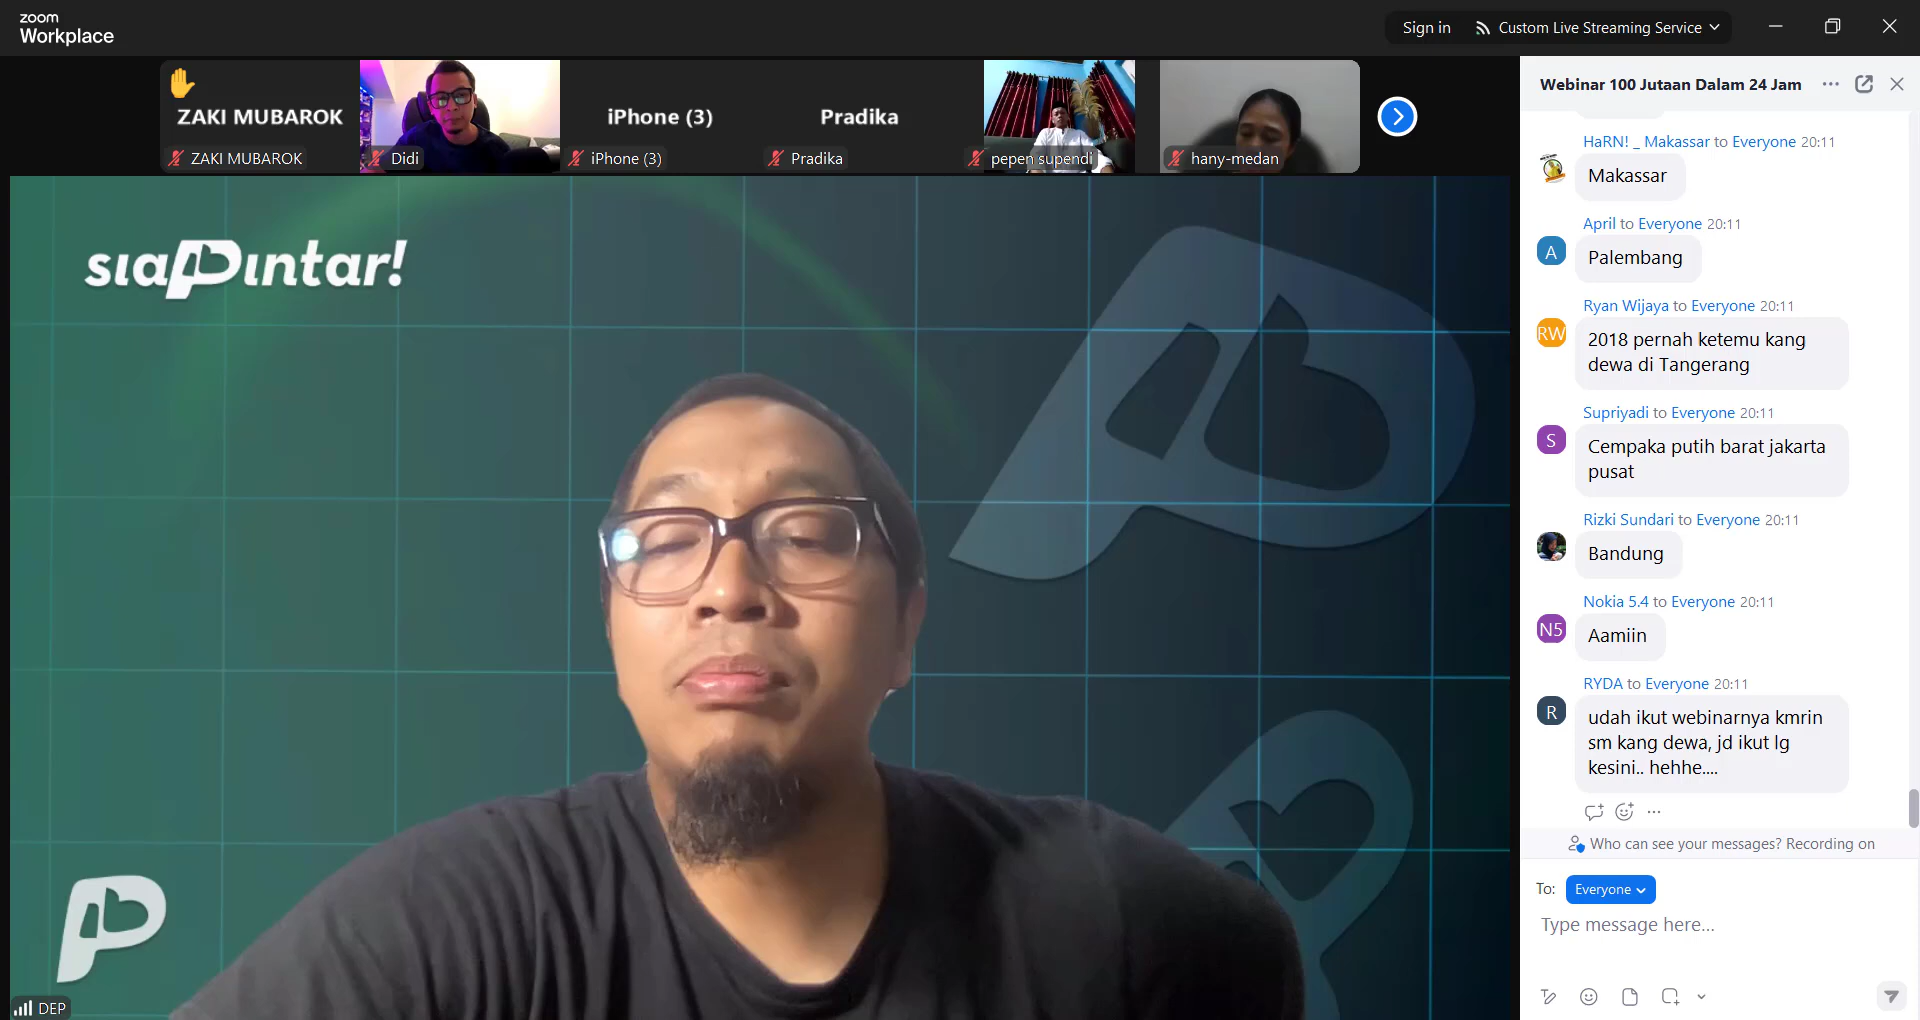 zoom
Workplace
Sign in
Custom Live Streaming Service
ZAKI MUBAROK
ZAKI MUBAROK
Didi
iPhone (3)
iPhone (3)
Pradika
Pradika
pepen supendi
hany-medan
siapintar!
DEP
Webinar 100 Jutaan Dalam 24 Jam
HaRN! _ Makassar to Everyone 20:11
Makassar
April to Everyone 20:11
A
Palembang
Ryan Wijaya to Everyone 20:11
RW
2018 pernah ketemu kang
dewa di Tangerang
Supriyadi to Everyone 20:11
S
Cempaka putih barat jakarta
pusat
Rizki Sundari to Everyone 20:11
Bandung
Nokia 5.4 to Everyone 20:11
N5
Aamiin
RYDA to Everyone 20:11
R
udah ikut webinarnya kmrin
sm kang dewa, jd ikut lg
kesini.. hehhe....
Who can see your messages? Recording on
To: Everyone
Type message here...